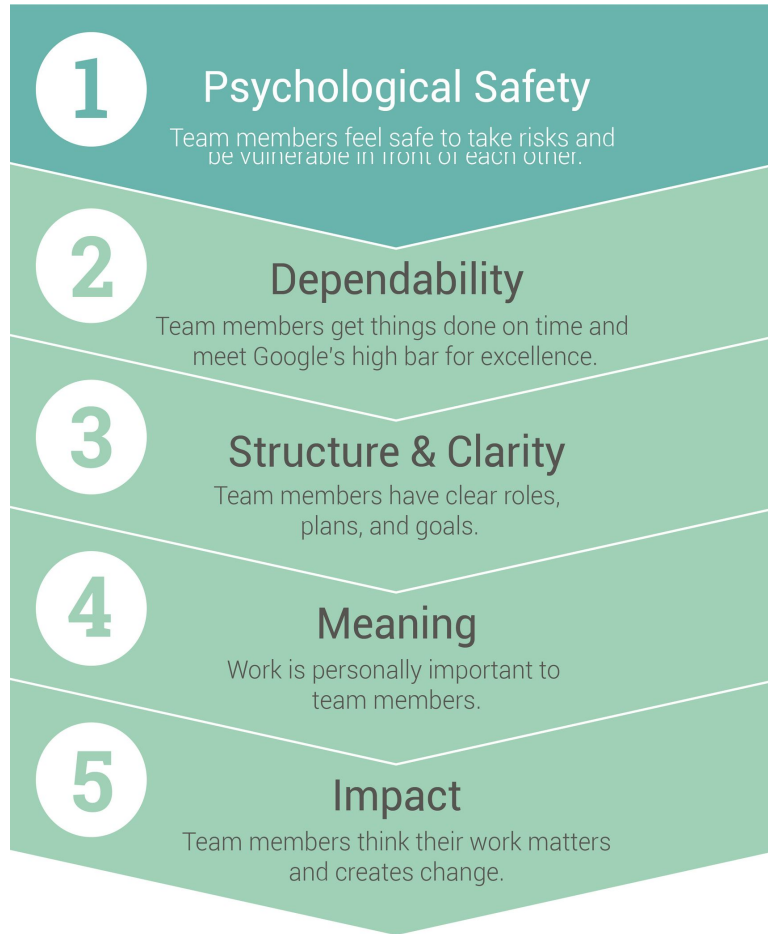 1
Psychological Safety
Team members feel safe to take risks and
be vulnerable in front of each other.
2
Dependability
Team members get things done on time and
meet Google's high bar for excellence.
3
Structure & Clarity
Team members have clear roles,
plans, and goals.
4
Meaning
Work is personally important to
team members.
5
Impact
Team members think their work matters
and creates change.